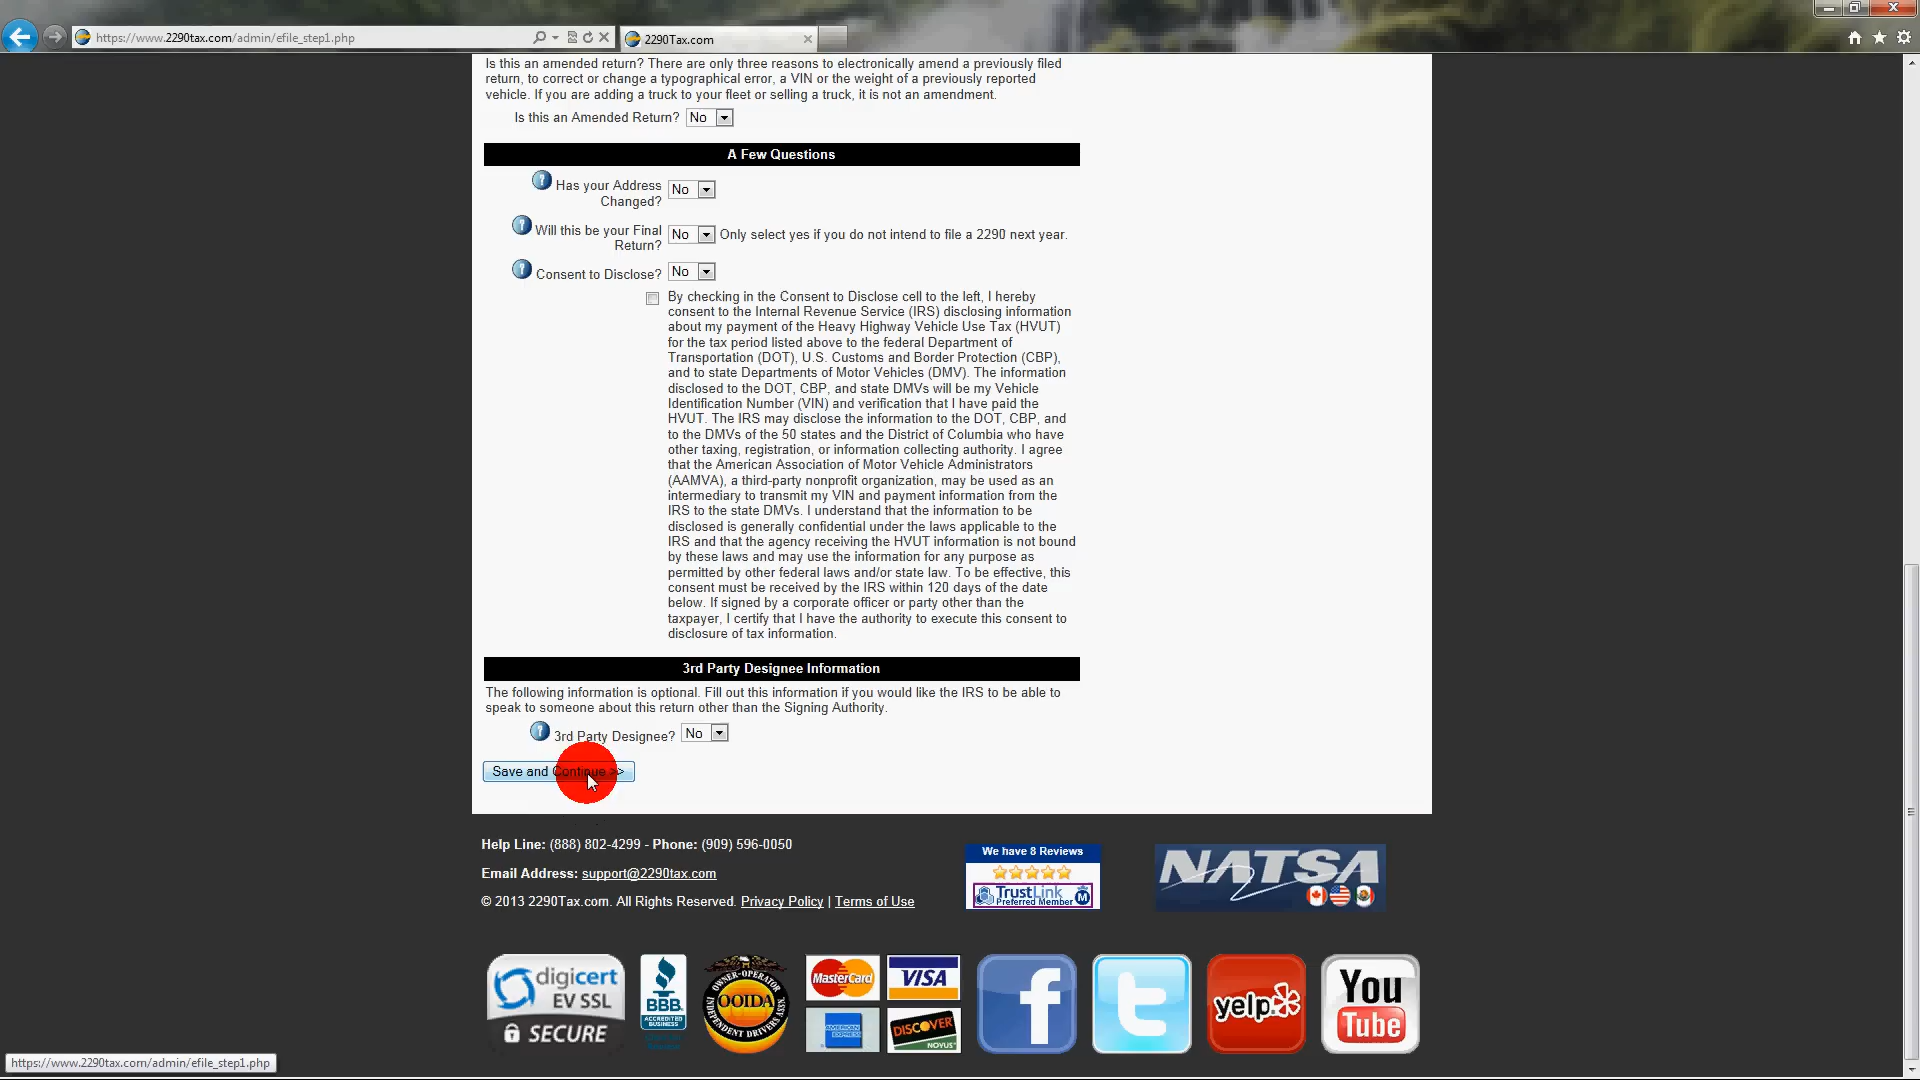 https://www.2290tax.com/admin/efile_step1.php
2290Tax.com
Is this an amended return? There are only three reasons to electronically amend a previously filed
return, to correct or change a typographical error, a VIN or the weight of a previously reported
vehicle. If you are adding a truck to your fleet or selling a truck, it is not an amendment.
Is this an Amended Return? No
A Few Questions
Has your Address
Changed? No
Will this be your Final
Return? No Only select yes if you do not intend to file a 2290 next year.
Consent to Disclose? No
By checking in the Consent to Disclose cell to the left, I hereby
consent to the Internal Revenue Service (IRS) disclosing information
about my payment of the Heavy Highway Vehicle Use Tax (HVUT)
for the tax period listed above to the federal Department of
Transportation (DOT), U.S. Customs and Border Protection (CBP),
and to state Departments of Motor Vehicles (DMV). The information
disclosed to the DOT, CBP, and state DMVs will be my Vehicle
Identification Number (VIN) and verification that I have paid the
HVUT. The IRS may disclose the information to the DOT, CBP, and
to the DMVs of the 50 states and the District of Columbia who have
other taxing, registration, or information collecting authority. I agree
that the American Association of Motor Vehicle Administrators
(AAMVA), a third-party nonprofit organization, may be used as an
intermediary to transmit my VIN and payment information from the
IRS to the state DMVs. I understand that the information to be
disclosed is generally confidential under the laws applicable to the
IRS and that the agency receiving the HVUT information is not bound
by these laws and may use the information for any purpose as
permitted by other federal laws and/or state law. To be effective, this
consent must be received by the IRS within 120 days of the date
below. If signed by a corporate officer or party other than the
taxpayer, I certify that I have the authority to execute this consent to
disclosure of tax information.
3rd Party Designee Information
The following information is optional. Fill out this information if you would like the IRS to be able to
speak to someone about this return other than the Signing Authority.
3rd Party Designee? No
Save and Continue >>
Help Line: (888) 802-4299 - Phone: (909) 596-0050
Email Address: support@2290tax.com
© 2013 2290Tax.com. All Rights Reserved. Privacy Policy | Terms of Use
We have 8 Reviews
TrustLink
Preferred Member
NATSA
digicert
EV SSL
SECURE
BBB
ACCREDITED
BUSINESS
OWNER-OPERATOR
OOIDA
INDEPENDENT DRIVERS ASSC.
MasterCard
VISA
AMERICAN EXPRESS
DISCOVER
NOVUS
f
t
yelp
You
Tube
https://www.2290tax.com/admin/efile_step1.php